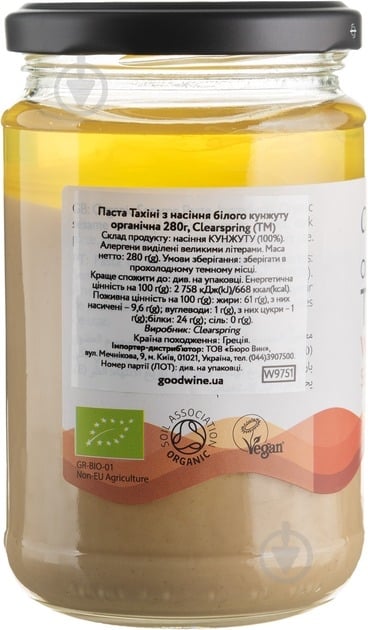 Паста Тахіні з насіння білого кунжуту
органічна 280г, Clearspring (TM)
Склад продукту: насіння КУНЖУТУ (100%).
Алергени виділені великими літерами. Маса
нетто: 280 г(g). Умови зберігання: зберігати в
прохолодному темному місці.
Краще спожити до: див. на упаковці. Енергетична
цінність на 100 г(g): 2 758 кДж(kJ)/668 ккал(kcal).
Поживна цінність на 100 г(g): жири: 61 г(g), з них
насичені – 9,6 г(g); вуглеводи: 1 г(g), з них цукри – 1
г(g);білки: 24 г(g); сіль: 0 г(g).
Виробник: Clearspring
Країна походження: Греція.
Імпортер-дистриб'ютор: ТОВ «Бюро Вин»,
вул. Мечнікова, 9, м. Київ, 01021, Україна, тел. (044)3907500.
Номер партії (ЛОТ): див. на упаковці.
goodwine.ua
W9751
SOIL ASSOCIATION
ORGANIC
Vegan
GR-BIO-01
Non-EU Agriculture